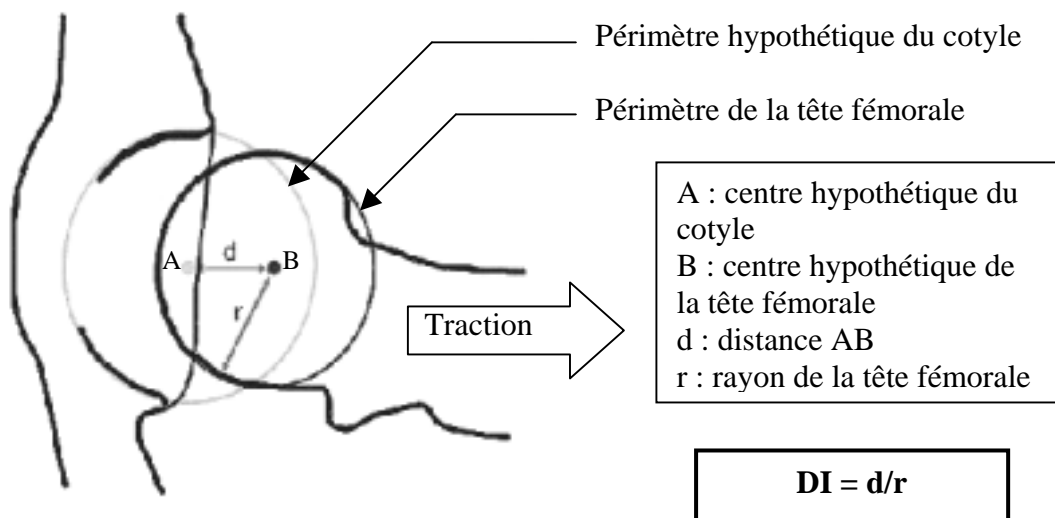 Périmètre hypothétique du cotyle
Périmètre de la tête fémorale
A : centre hypothétique du
cotyle
B : centre hypothétique de
la tête fémorale
d : distance AB
r : rayon de la tête fémorale
A
d
B
r
Traction
DI = d/r